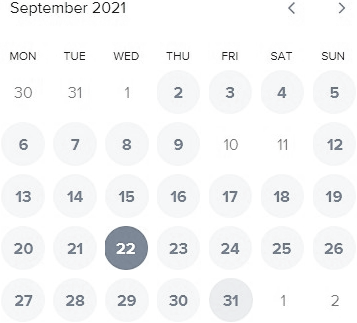 September 2021
MON TUE WED THU FRI SAT SUN
30 31 1 2 3 4 5
6 7 8 9 10 11 12
13 14 15 16 17 18 19
20 21 22 23 24 25 26
27 28 29 30 31 1 2